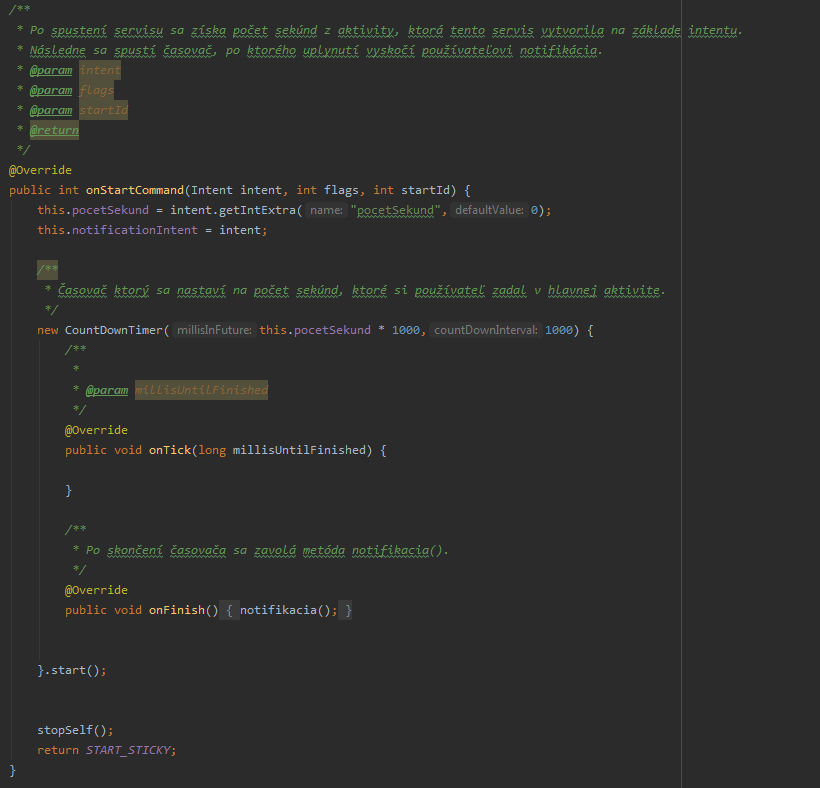 /**
 * Po spustení servisu sa získa počet sekúnd z aktivity, ktorá tento servis vytvorila na základe intentu.
 * Následne sa spustí časovač, po ktorého uplynutí vyskočí používateľovi notifikácia.
 * @param intent
 * @param flags
 * @param startId
 * @return
 */
@Override
public int onStartCommand(Intent intent, int flags, int startId) {
    this.pocetSekund = intent.getIntExtra( name: "pocetSekund", defaultValue: 0);
    this.notificationIntent = intent;
    /**
     * Časovač ktorý sa nastaví na počet sekúnd, ktoré si používateľ zadal v hlavnej aktivite.
     */
    new CountDownTimer( millisInFuture: this.pocetSekund * 1000, countDownInterval: 1000) {
        /**
         *
         * @param millisUntilFinished
         */
        @Override
        public void onTick(long millisUntilFinished) {
        }
        /**
         * Po skončení časovača sa zavolá metóda notifikacia().
         */
        @Override
        public void onFinish() { notifikacia(); }
    }.start();
    stopSelf();
    return START_STICKY;
}